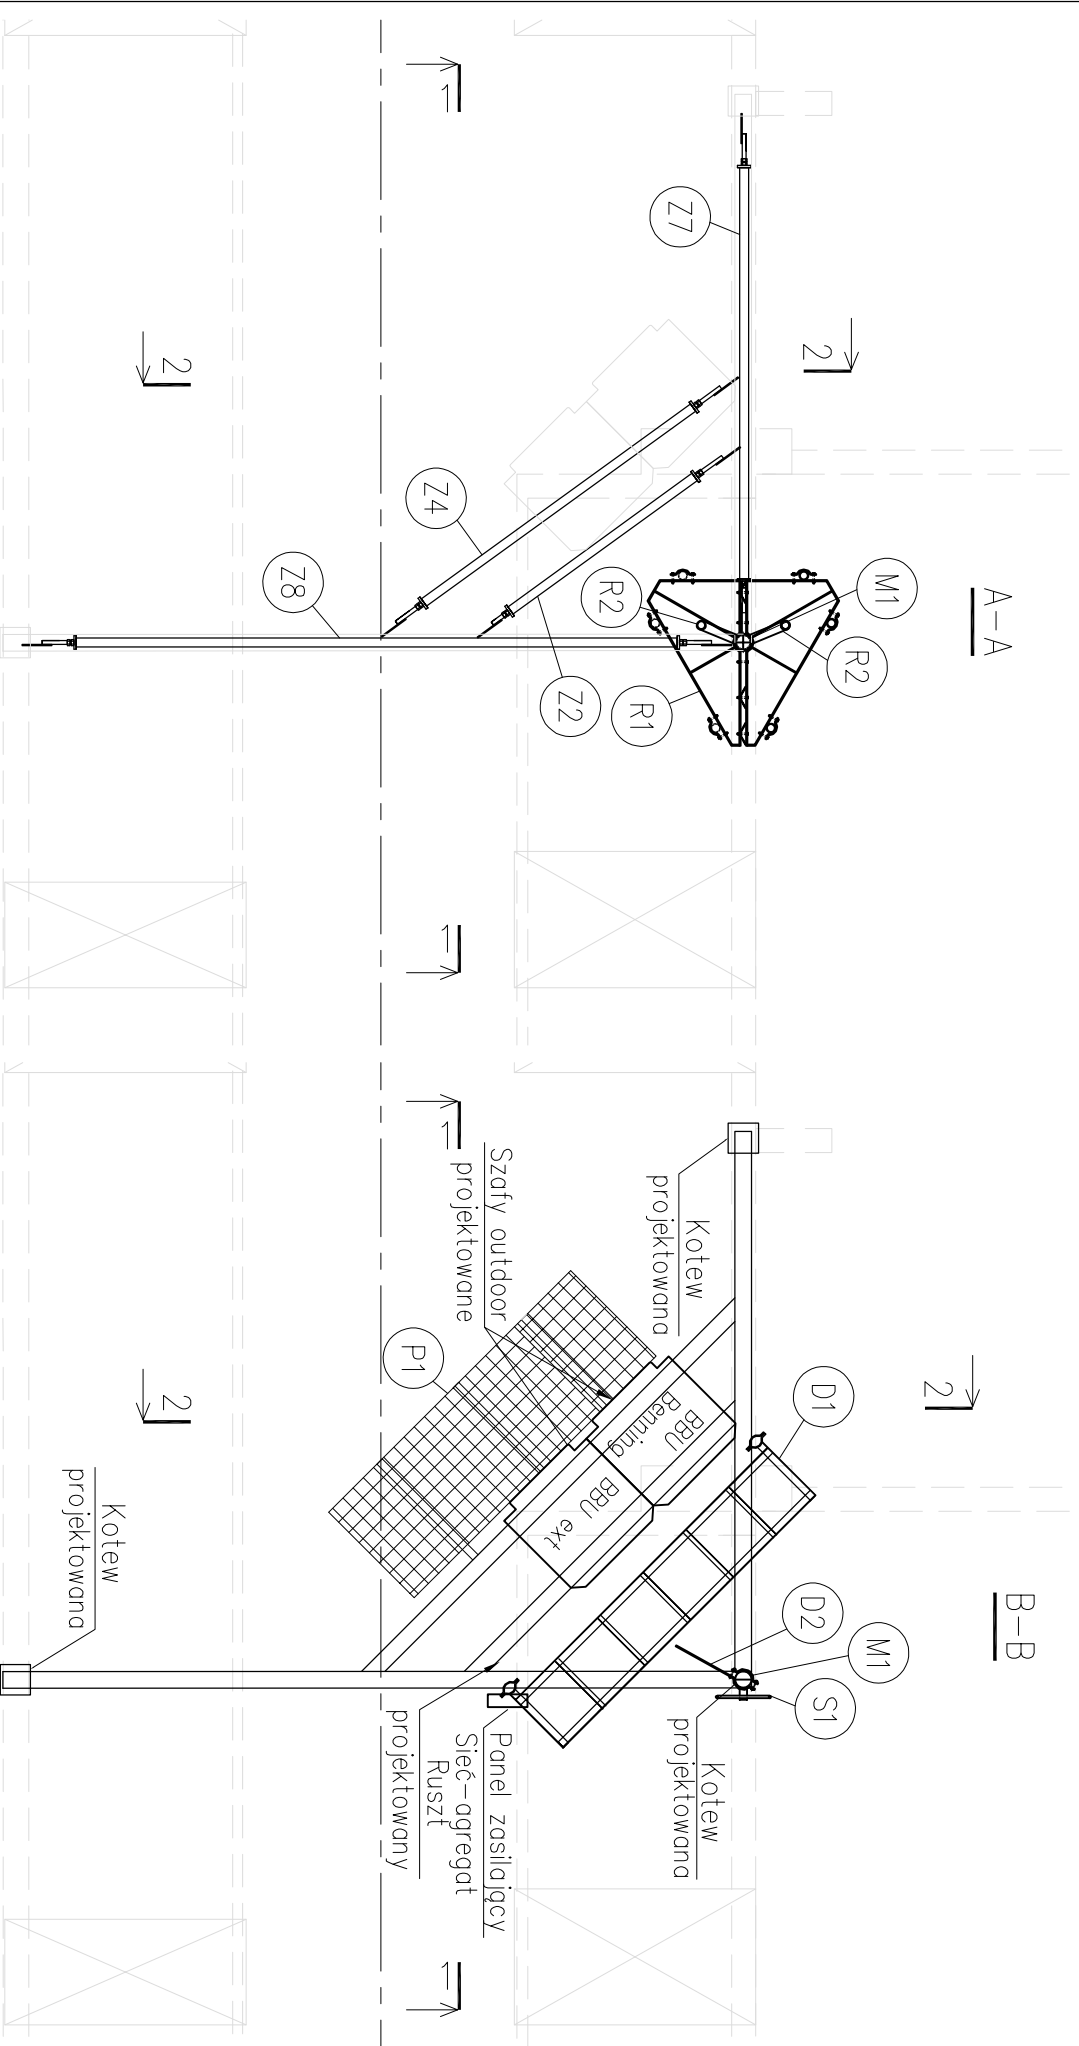 A-A
1
2
2
1
Z7
Z4
Z8
Z2
R2
M1
R2
R1
B-B
1
2
2
1
Kotew
projektowana
Szafy outdoor
projektowane
P1
BBU
Benning
BBU ext
D1
D2
M1
S1
Kotew
projektowana
Kotew
projektowana
Panel zasilający
Sieć-agregat
Ruszt
projektowany